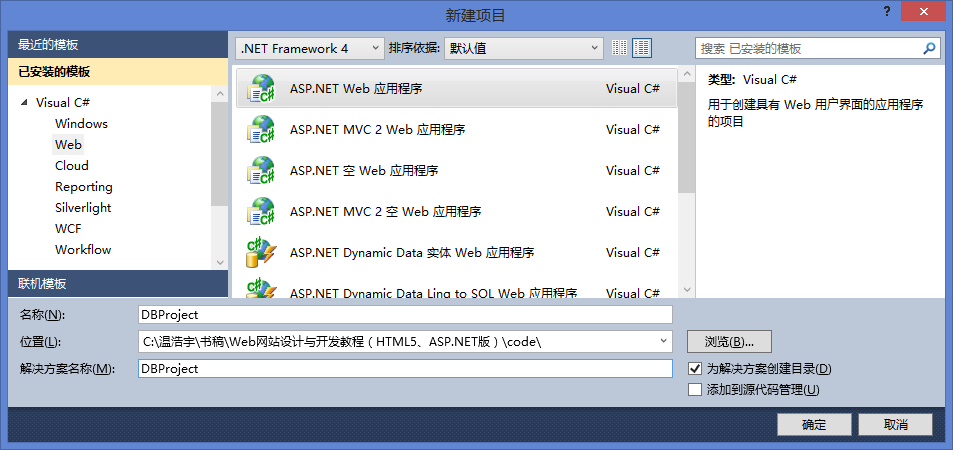 新建项目
?
最近的模板
已安装的模板
Visual C#
Windows
Web
Cloud
Reporting
Silverlight
WCF
Workflow
联机模板
.NET Framework 4
排序依据: 默认值
搜索 已安装的模板
ASP.NET Web 应用程序 Visual C#
ASP.NET MVC 2 Web 应用程序 Visual C#
ASP.NET 空 Web 应用程序 Visual C#
ASP.NET MVC 2 空 Web 应用程序 Visual C#
ASP.NET Dynamic Data 实体 Web 应用程序 Visual C#
ASP.NET Dynamic Data Linq to SQL Web 应用程序 Visual C#
类型: Visual C#
用于创建具有 Web 用户界面的应用程序
的项目
名称(N): DBProject
位置(L): C:\温浩宇\书稿\Web网站设计与开发教程（HTML5、ASP.NET版）\code\
浏览(B)...
解决方案名称(M): DBProject
为解决方案创建目录(D)
添加到源代码管理(U)
确定
取消